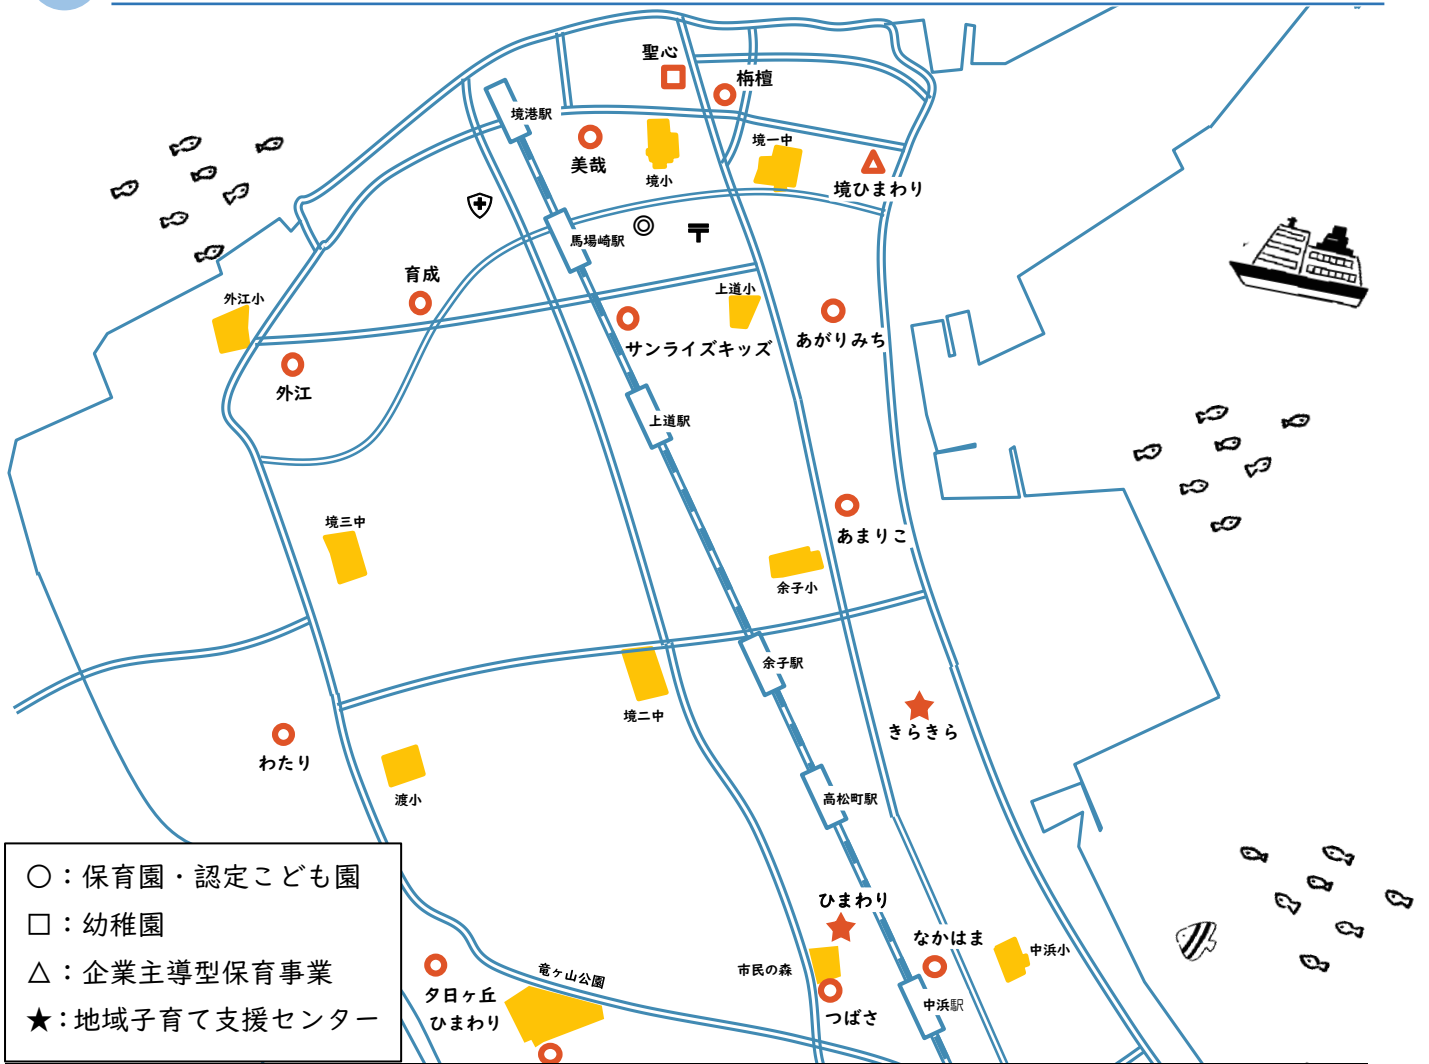 聖心
栴檀
境港駅
美哉
境小
境一中
境ひまわり
馬場崎駅
育成
外江小
上道小
サンライズキッズ
あがりみち
外江
上道駅
境三中
あまりこ
余子小
余子駅
境二中
きらきら
わたり
渡小
高松町駅
ひまわり
なかはま
中浜小
市民の森
竜ヶ山公園
夕日ヶ丘
ひまわり
つばさ
中浜駅
○：保育園・認定こども園
□：幼稚園
△：企業主導型保育事業
★：地域子育て支援センター